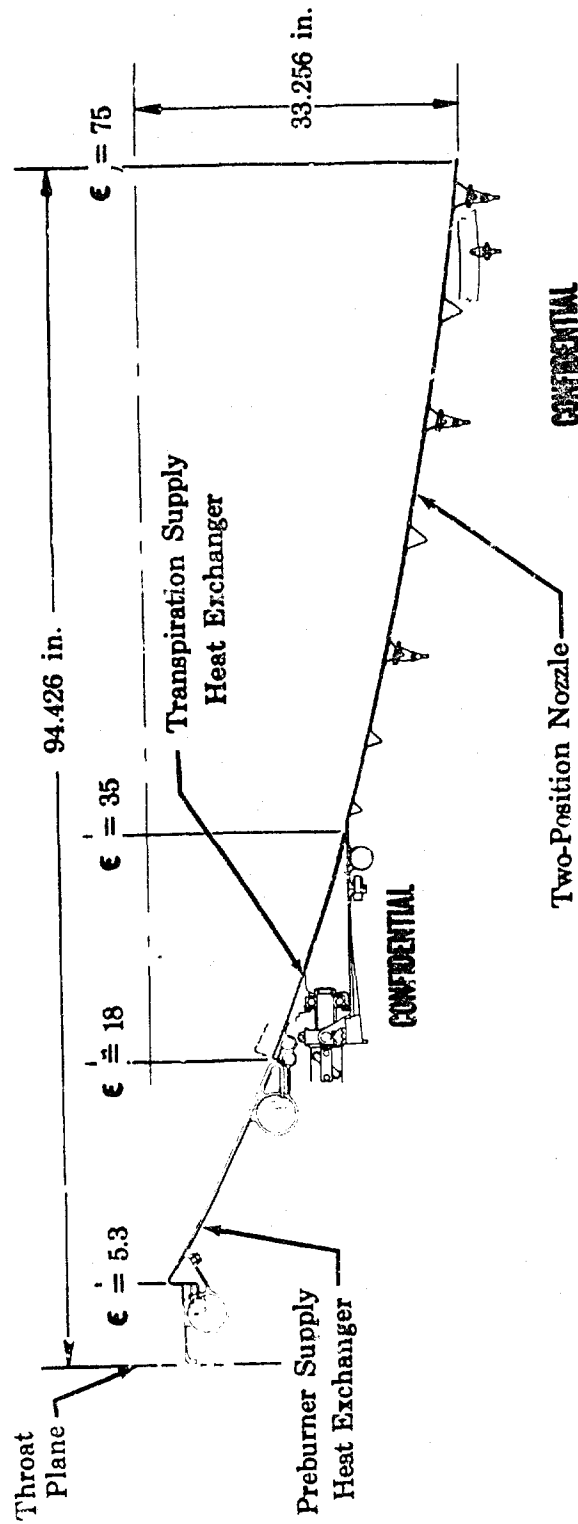 Throat
Plane
94.426 in.
ϵ = 5.3
ϵ = 18
ϵ = 35
ϵ = 75
33.256 in.
Transpiration Supply
Heat Exchanger
Preburner Supply
Heat Exchanger
CONFIDENTIAL
Two-Position Nozzle
CONFIDENTIAL